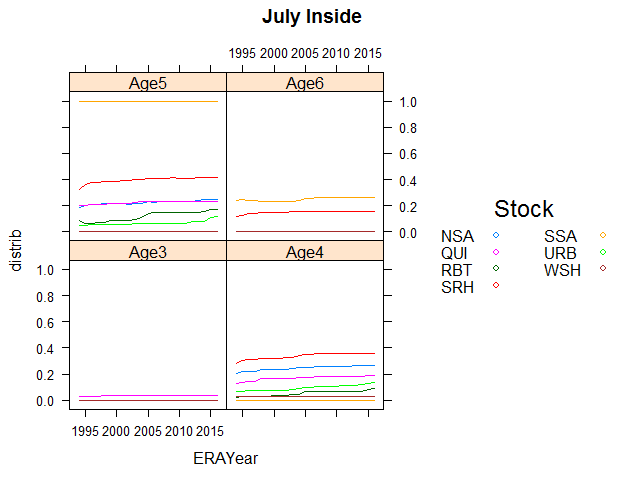 July Inside
1995 2000 2005 2010 2015
Age5 Age6
1.0
0.8
0.6
0.4
0.2
0.0
Age3 Age4
1.0
0.8
0.6
0.4
0.2
0.0
distrib
1995 2000 2005 2010 2015
ERAYear
Stock
NSA SSA
QUI URB
RBT WSH
SRH